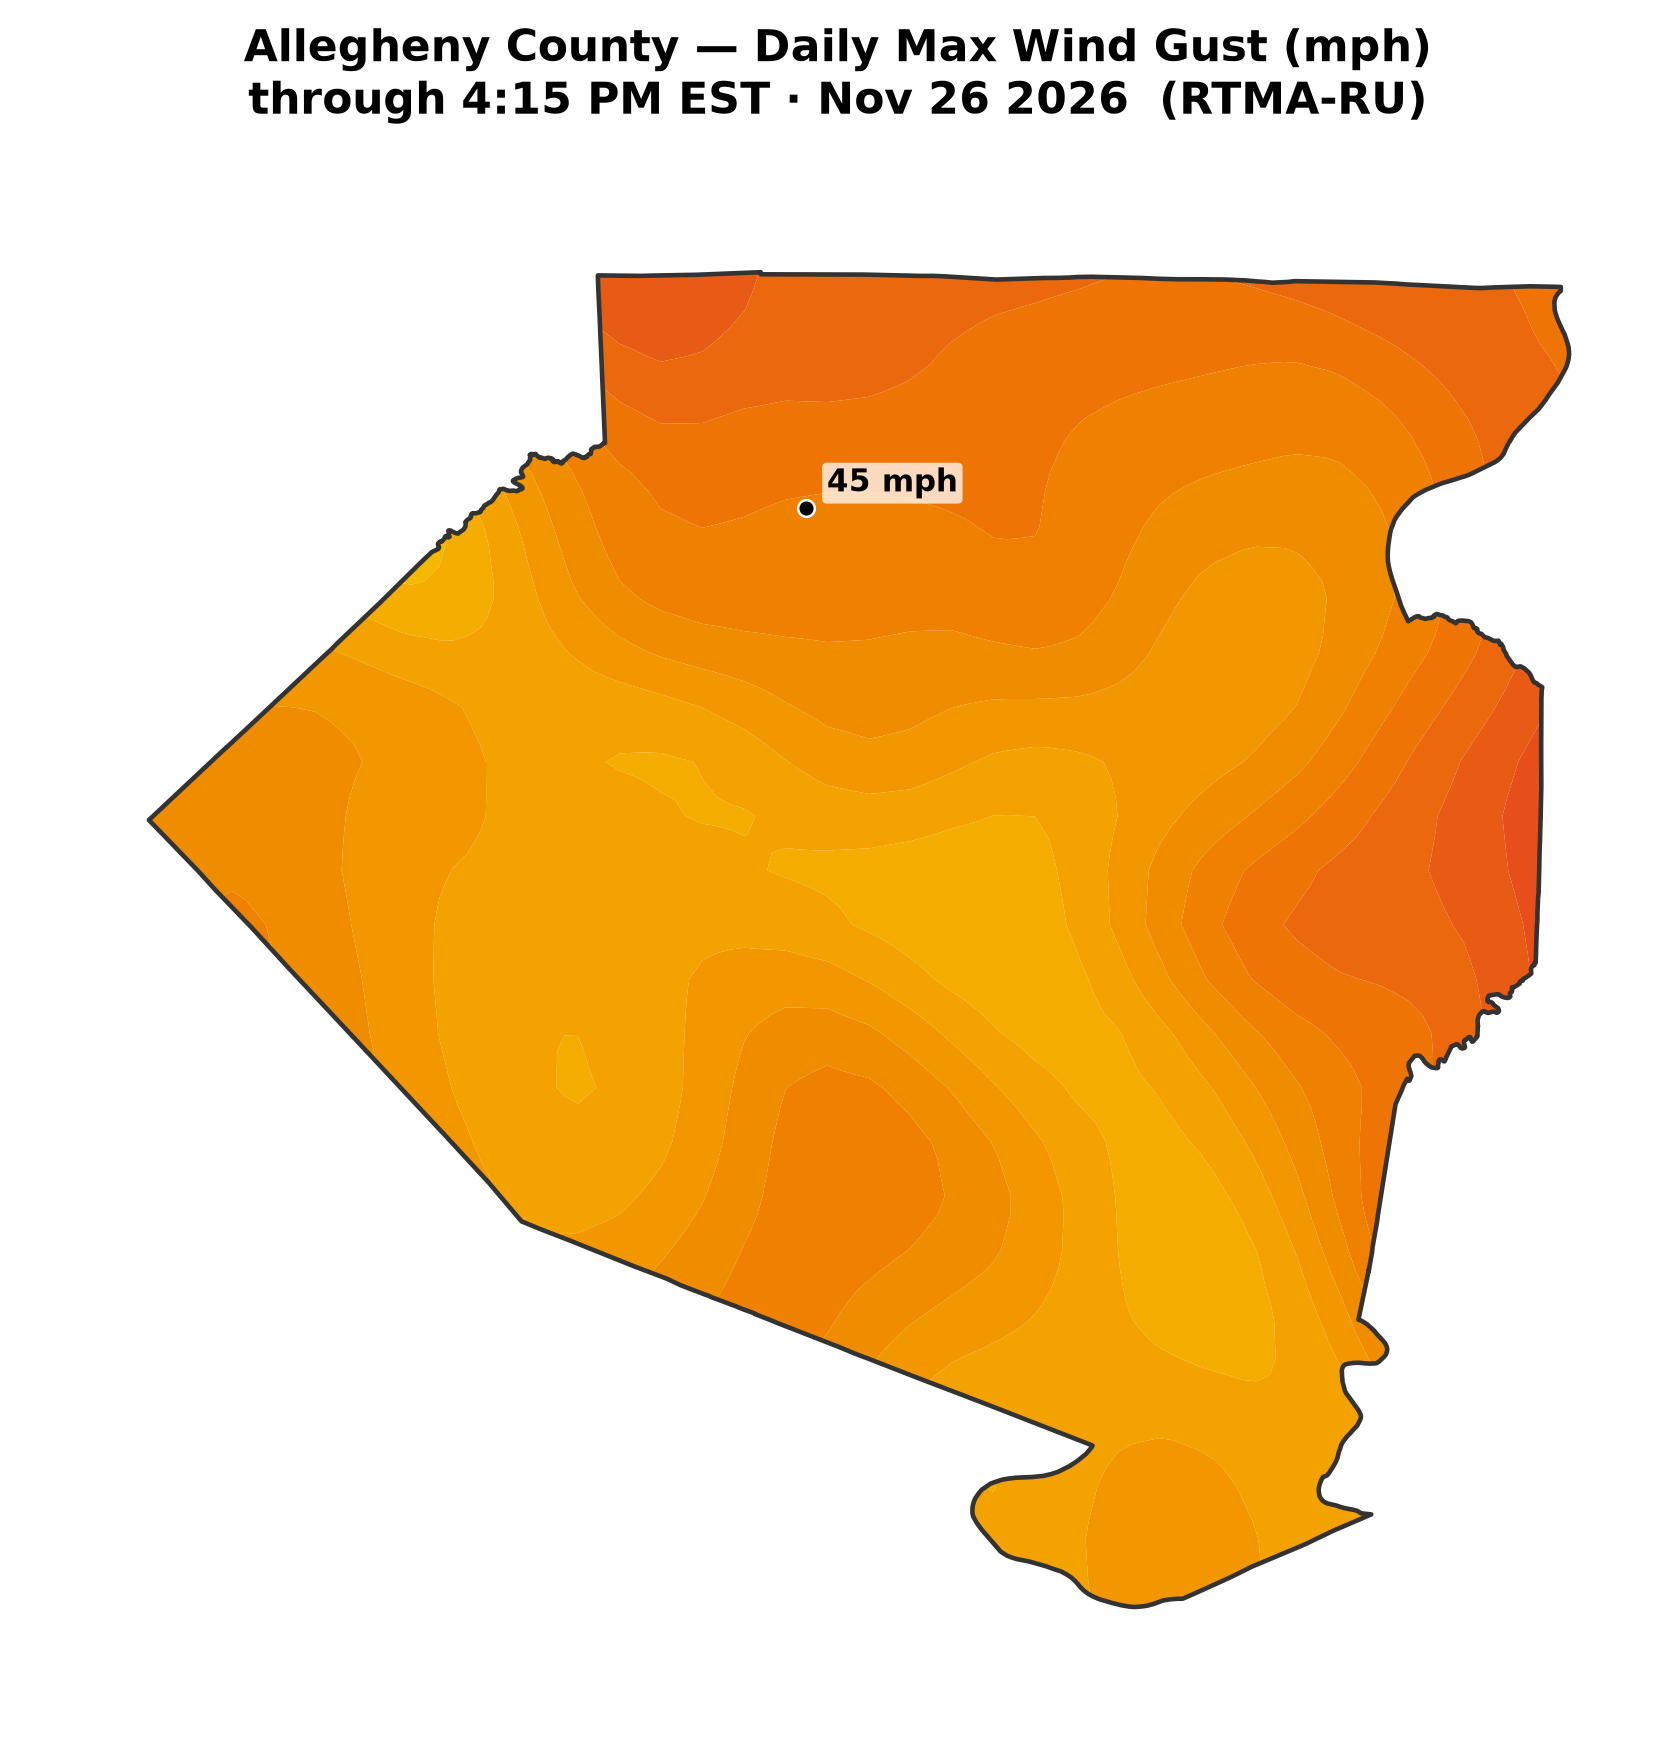 Allegheny County — Daily Max Wind Gust (mph)
through 4:15 PM EST · Nov 26 2026 (RTMA-RU)
45 mph